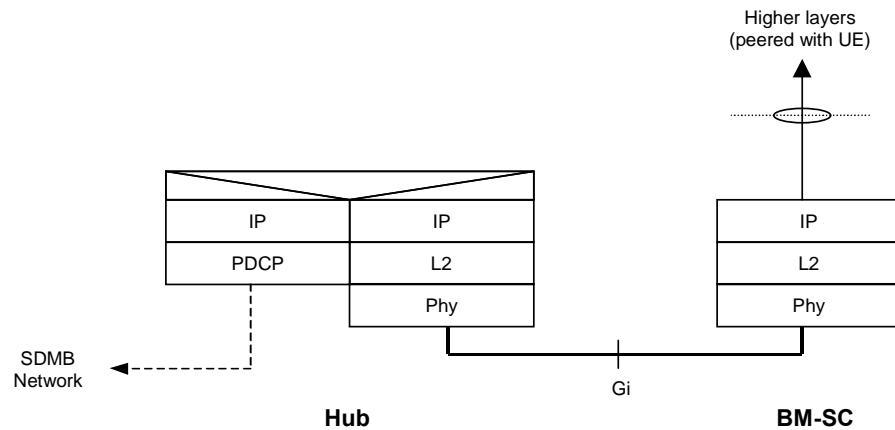 Higher layers
(peered with UE)
IP
IP
IP
PDCP
L2
L2
Phy
Phy
SDMB
Network
Gi
Hub
BM-SC